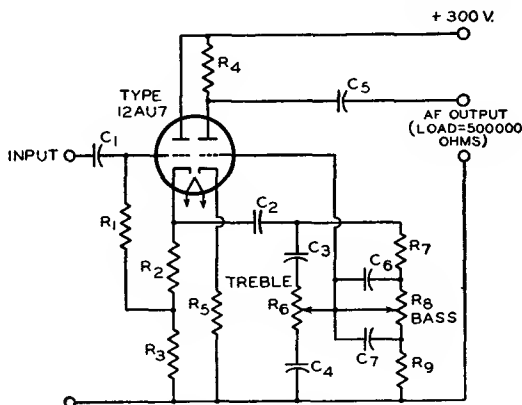 + 300 V.
R4
TYPE
12AU7
C5
AF OUTPUT
(LOAD=500000
OHMS)
C1
INPUT
C2
R1
R7
C3
R2
C6
TREBLE
R8
R5
R6
BASS
R3
C7
C4
R9